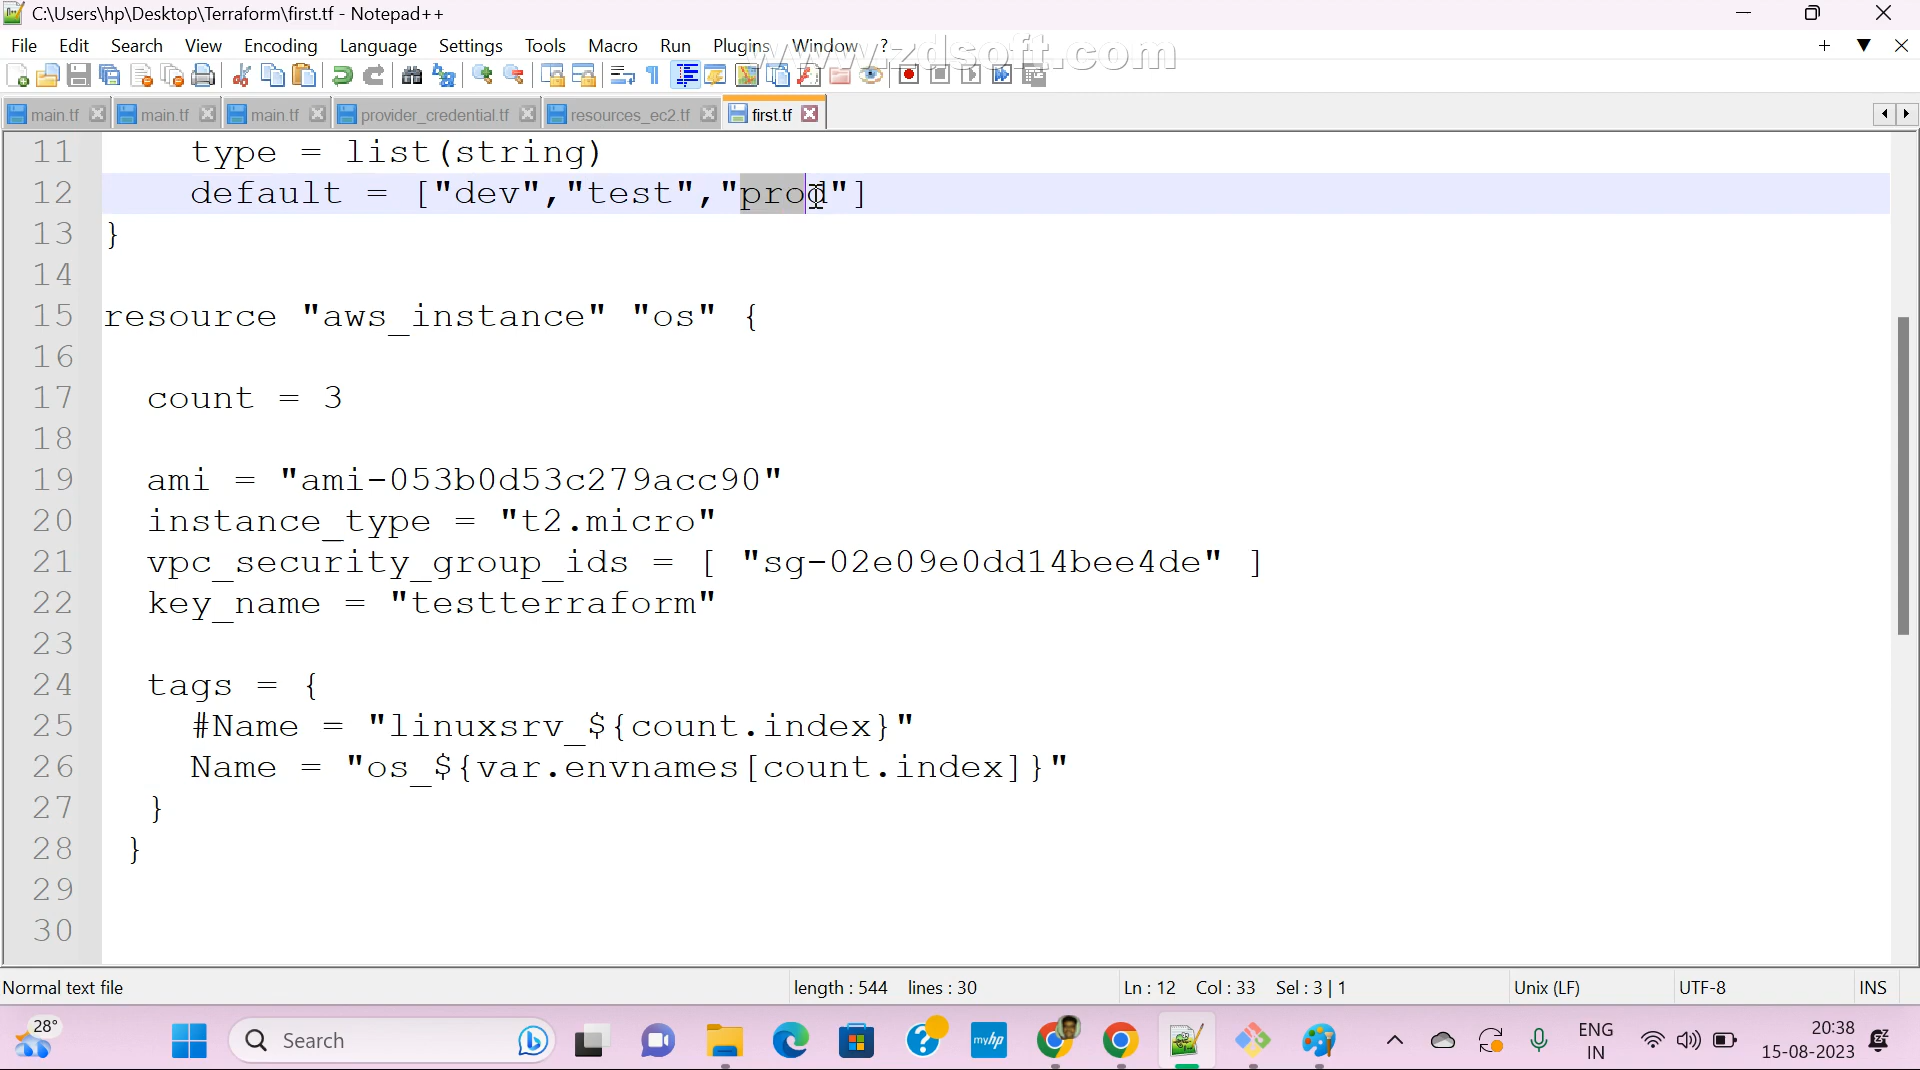 C:\Users\hp\Desktop\Terraform\first.tf - Notepad++
File Edit Search View Encoding Language Settings Tools Macro Run Plugins Window ?
www.zdsoft.com
main.tf main.tf main.tf provider_credential.tf resources_ec2.tf first.tf
11 type = list(string)
12 default = ["dev","test","prod"]
13 }
14
15 resource "aws_instance" "os" {
16
17 count = 3
18
19 ami = "ami-053b0d53c279acc90"
20 instance_type = "t2.micro"
21 vpc_security_group_ids = [ "sg-02e09e0dd14bee4de" ]
22 key_name = "testterraform"
23
24 tags = {
25 #Name = "linuxsrv_${count.index}"
26 Name = "os_${var.envnames[count.index]}"
27 }
28 }
29
30
Normal text file length : 544 lines : 30 Ln : 12 Col : 33 Sel : 3 | 1 Unix (LF) UTF-8 INS
28° Search myhp ENG 20:38
IN 15-08-2023